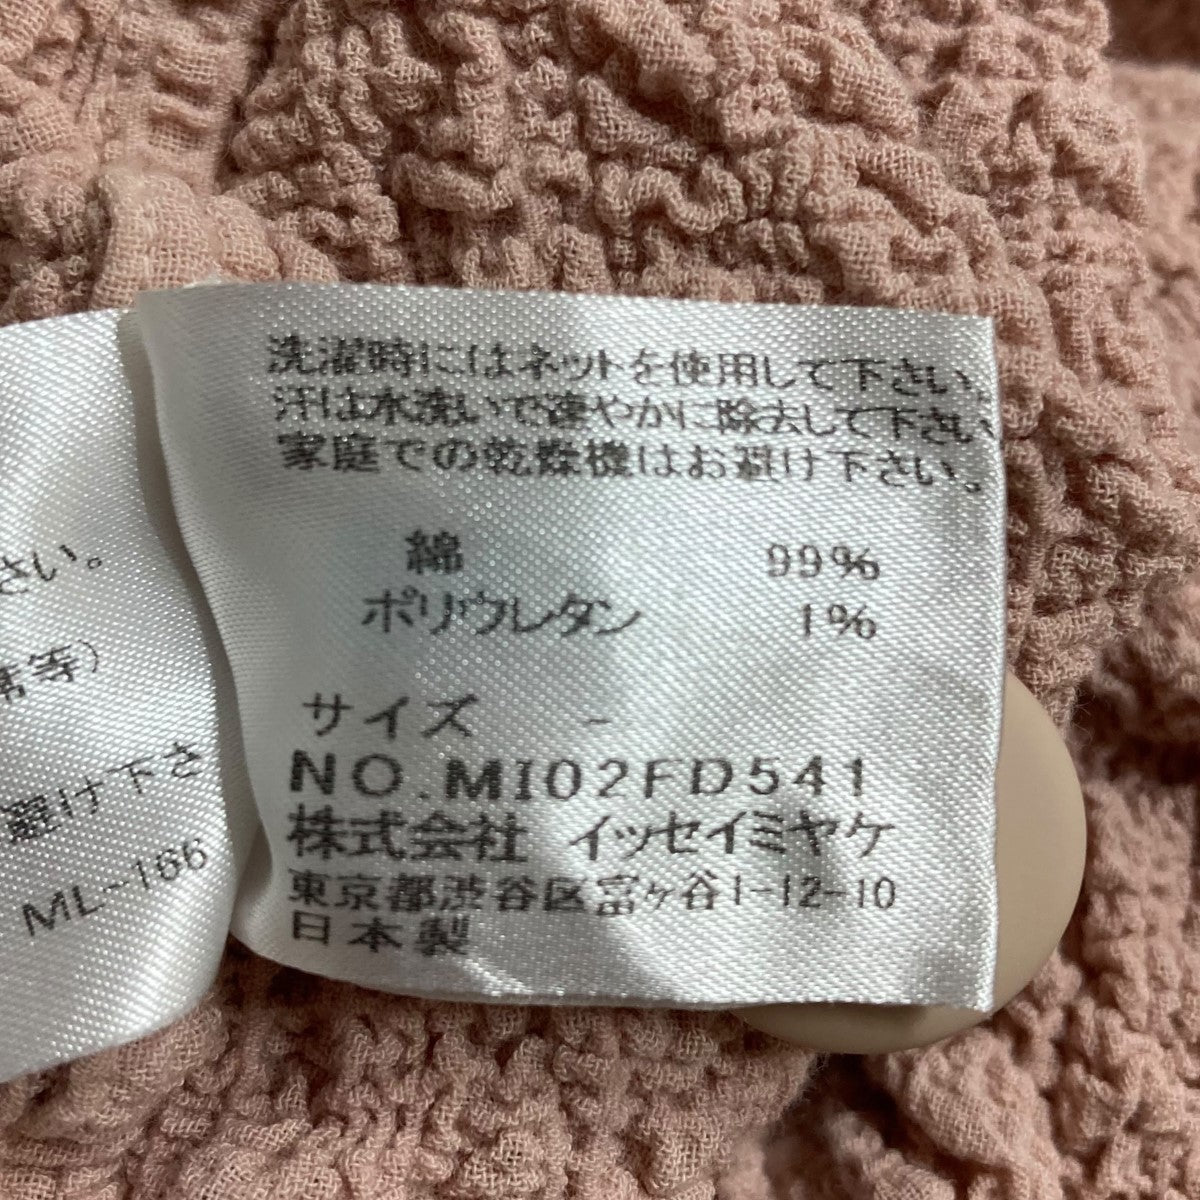 洗濯時にはネットを使用して下さい。
汗は水洗いで速やかに除去して下さい。
家庭での乾燥機はお避け下さい。
綿 99%
ポリウレタン 1%
サイズ -
NO.MI02FD541
株式会社 イッセイミヤケ
東京都渋谷区富ヶ谷1-12-10
日本製
さい。
等）
避け下さ
ML-166